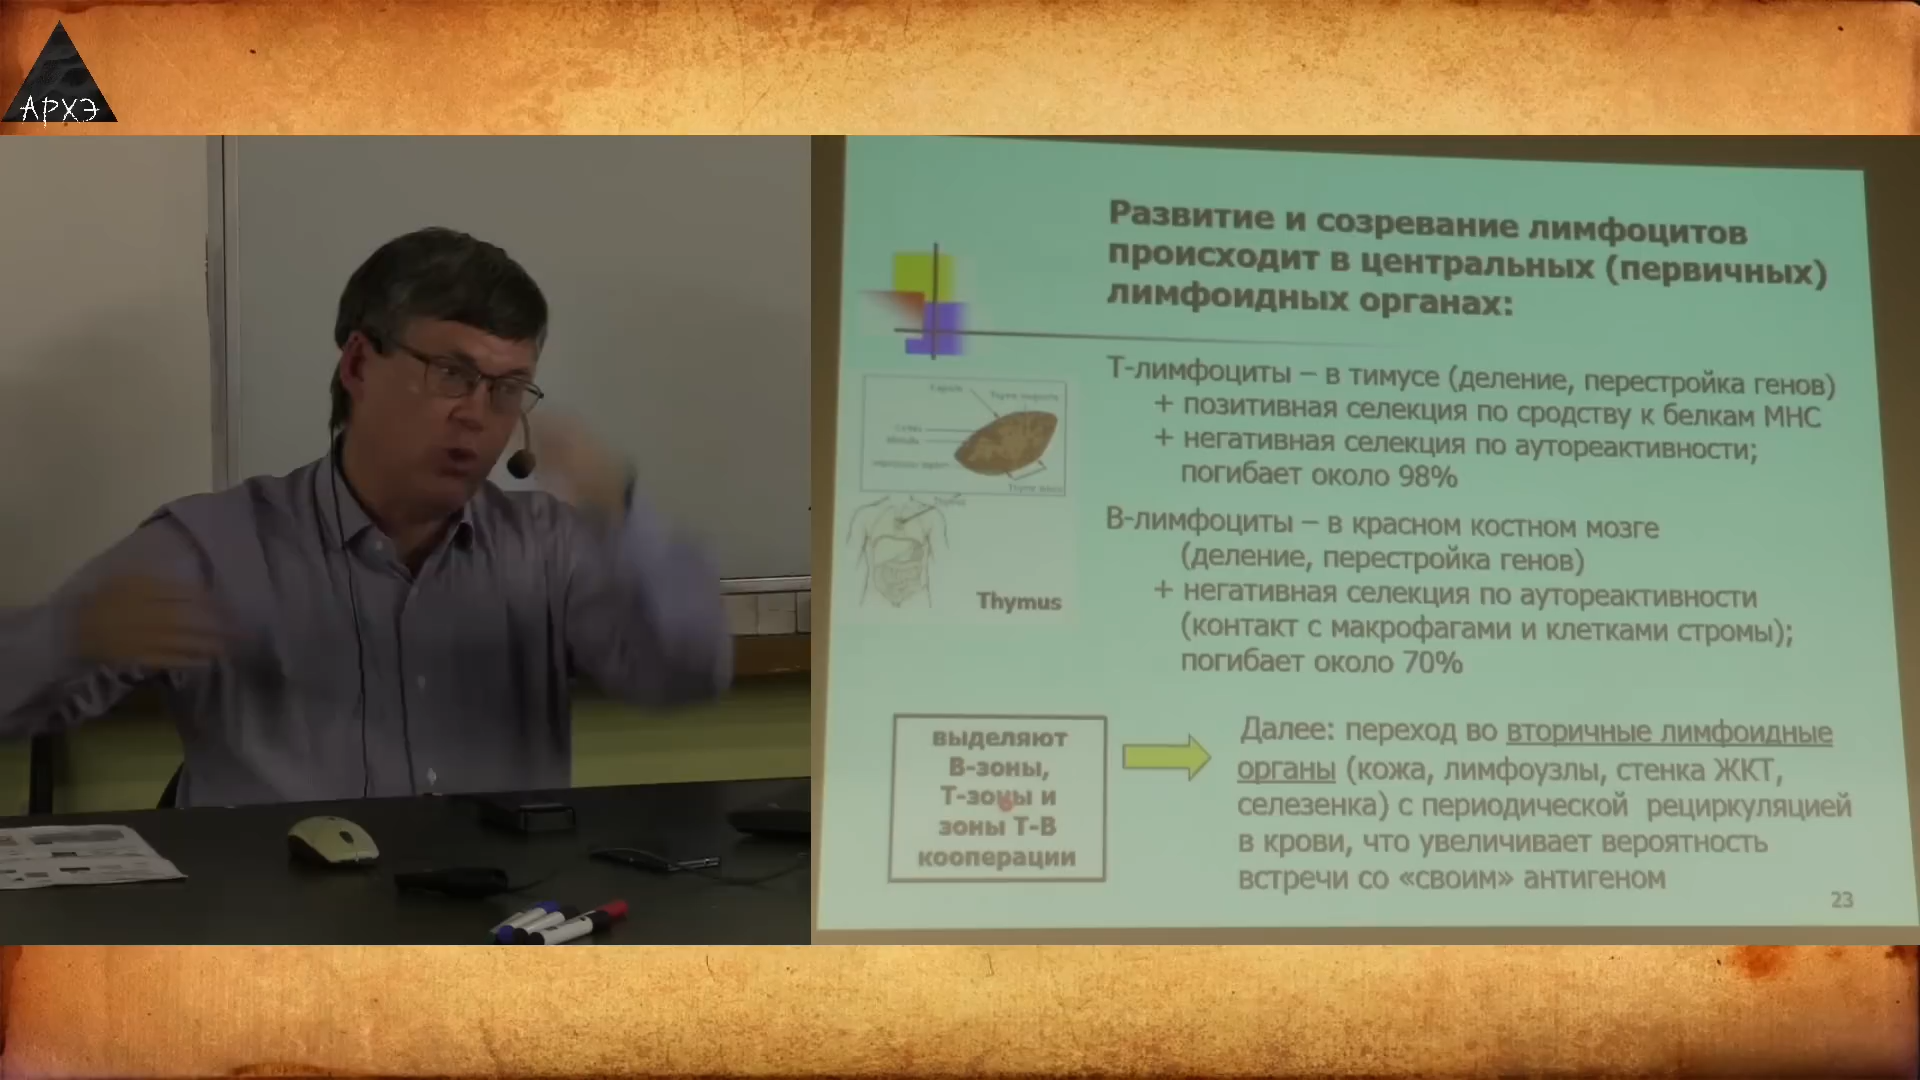 АРХЭ
Развитие и созревание лимфоцитов
происходит в центральных (первичных)
лимфоидных органах:
Т-лимфоциты – в тимусе (деление, перестройка генов)
+ позитивная селекция по сродству к белкам МНС
+ негативная селекция по аутореактивности;
погибает около 98%
В-лимфоциты – в красном костном мозге
(деление, перестройка генов)
+ негативная селекция по аутореактивности
(контакт с макрофагами и клетками стромы);
погибает около 70%
Thymus
выделяют
В-зоны,
Т-зоны и
зоны Т-В
кооперации
Далее: переход во вторичные лимфоидные
органы (кожа, лимфоузлы, стенка ЖКТ,
селезенка) с периодической рециркуляцией
в крови, что увеличивает вероятность
встречи со «своим» антигеном
23